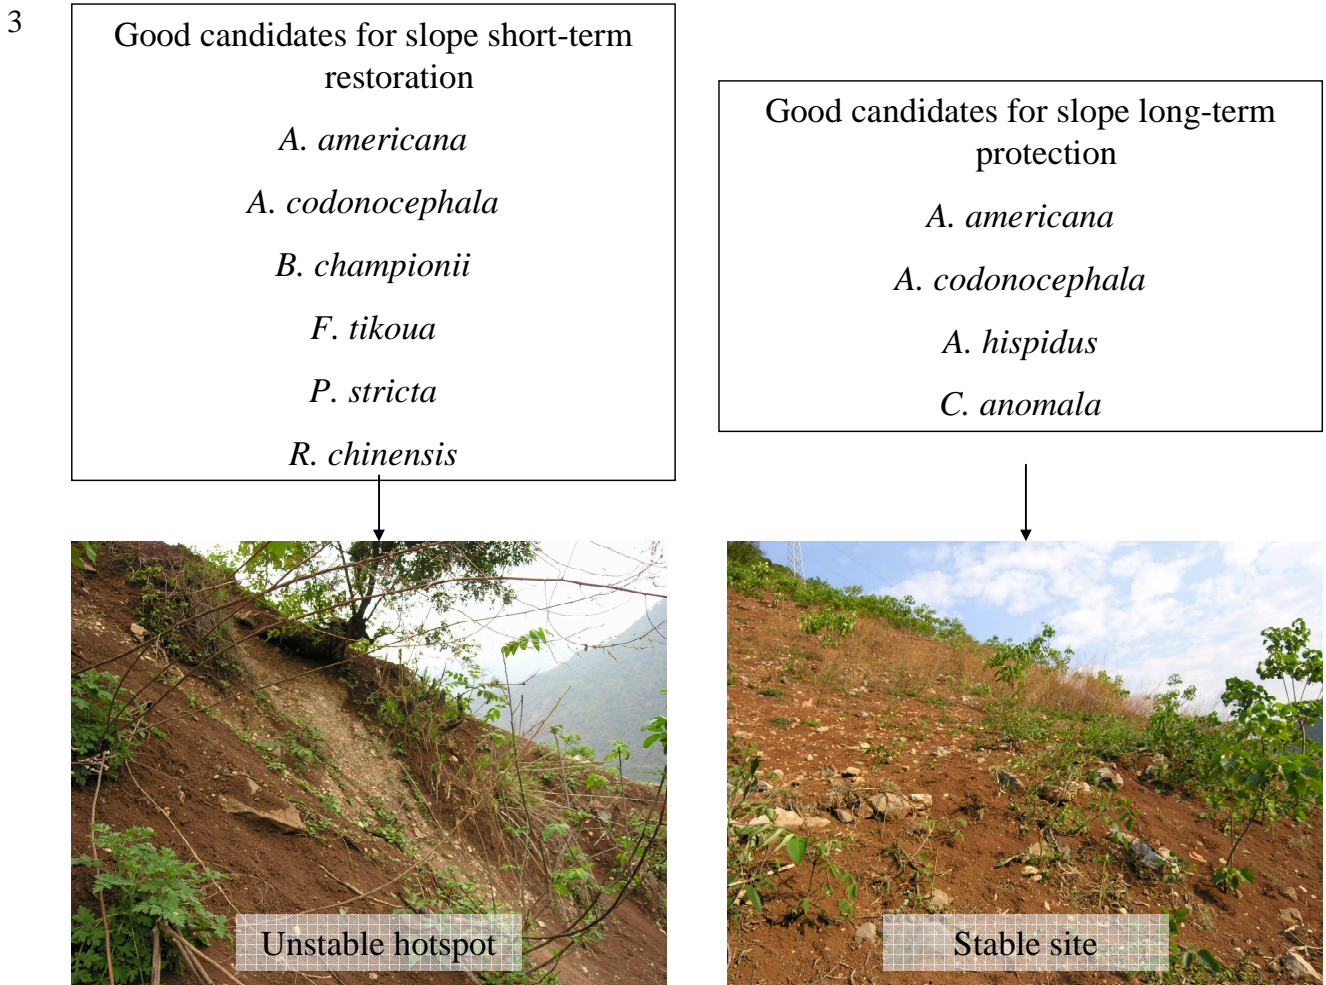 3
Good candidates for slope short-term
restoration
A. americana
A. codonocephala
B. championii
F. tikoua
P. stricta
R. chinensis
Good candidates for slope long-term
protection
A. americana
A. codonocephala
A. hispidus
C. anomala
Unstable hotspot
Stable site